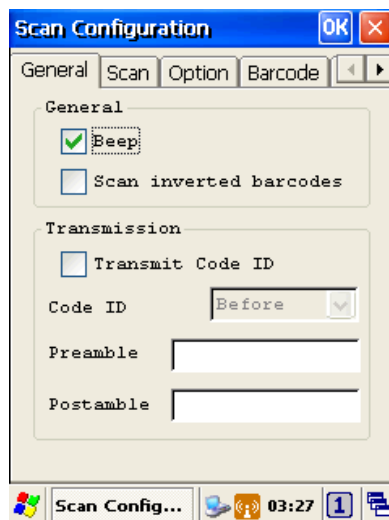 Scan Configuration OK
General Scan Option Barcode
General
Beep
Scan inverted barcodes
Transmission
Transmit Code ID
Code ID Before
Preamble
Postamble
Scan Config... 03:27 1